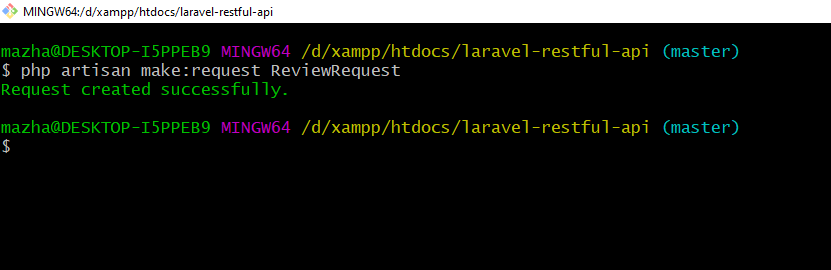 MINGW64:/d/xampp/htdocs/laravel-restful-api
mazha@DESKTOP-I5PPEB9 MINGW64 /d/xampp/htdocs/laravel-restful-api (master)
$ php artisan make:request ReviewRequest
Request created successfully.
mazha@DESKTOP-I5PPEB9 MINGW64 /d/xampp/htdocs/laravel-restful-api (master)
$